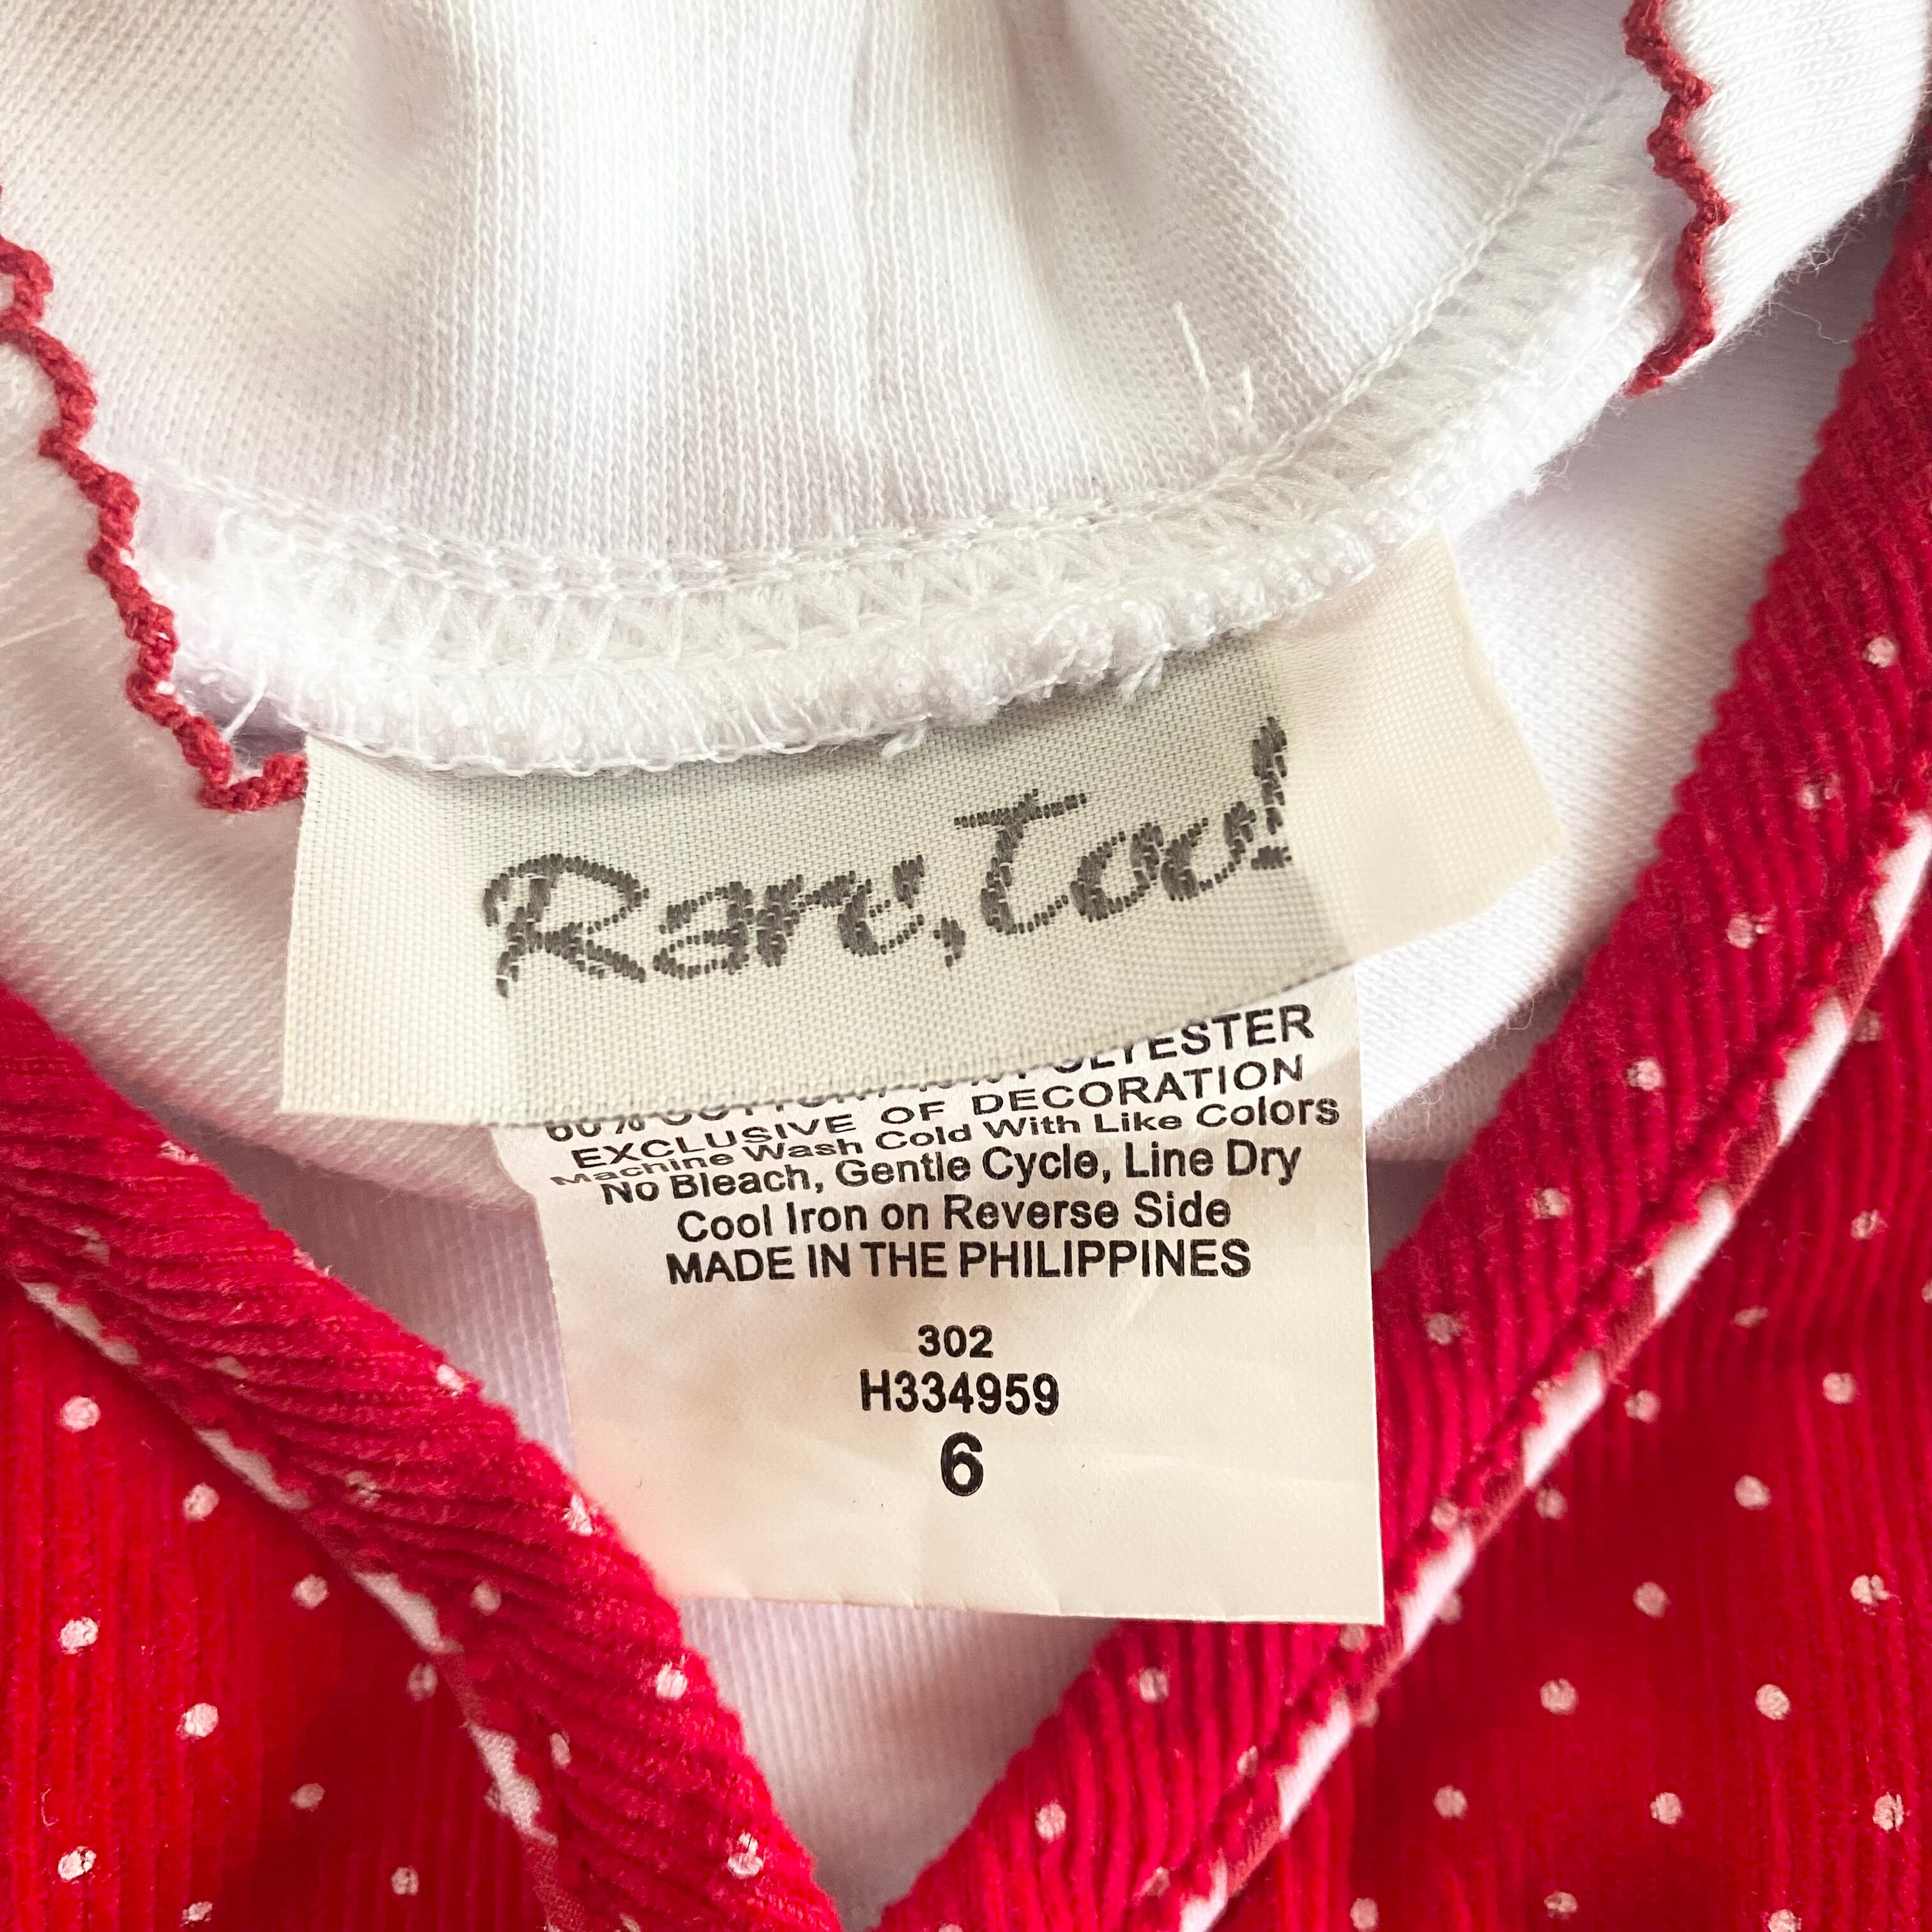 Rare,Too!
POLYESTER
EXCLUSIVE OF DECORATION
Machine Wash Cold With Like Colors
No Bleach, Gentle Cycle, Line Dry
Cool Iron on Reverse Side
MADE IN THE PHILIPPINES
302
H334959
6